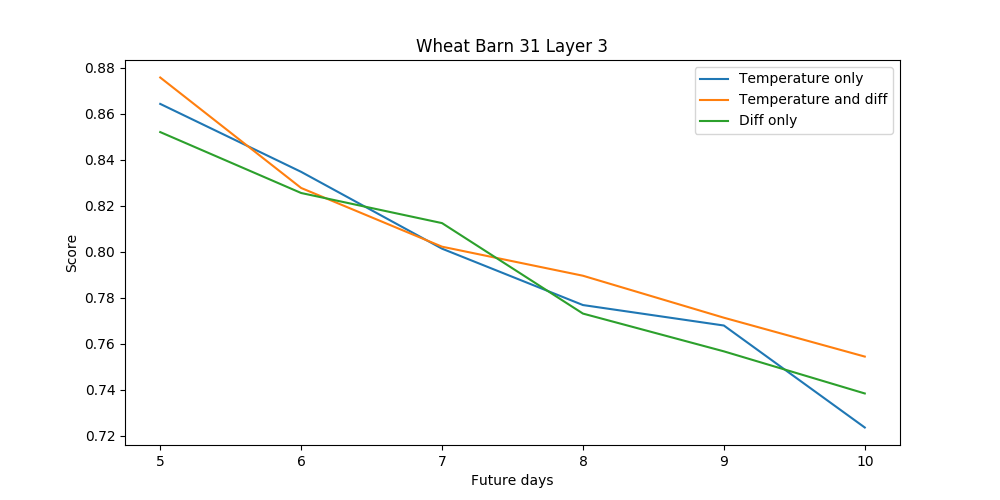 Wheat Barn 31 Layer 3
Temperature only
Temperature and diff
Diff only
Score
0.88
0.86
0.84
0.82
0.80
0.78
0.76
0.74
0.72
5 6 7 8 9 10
Future days